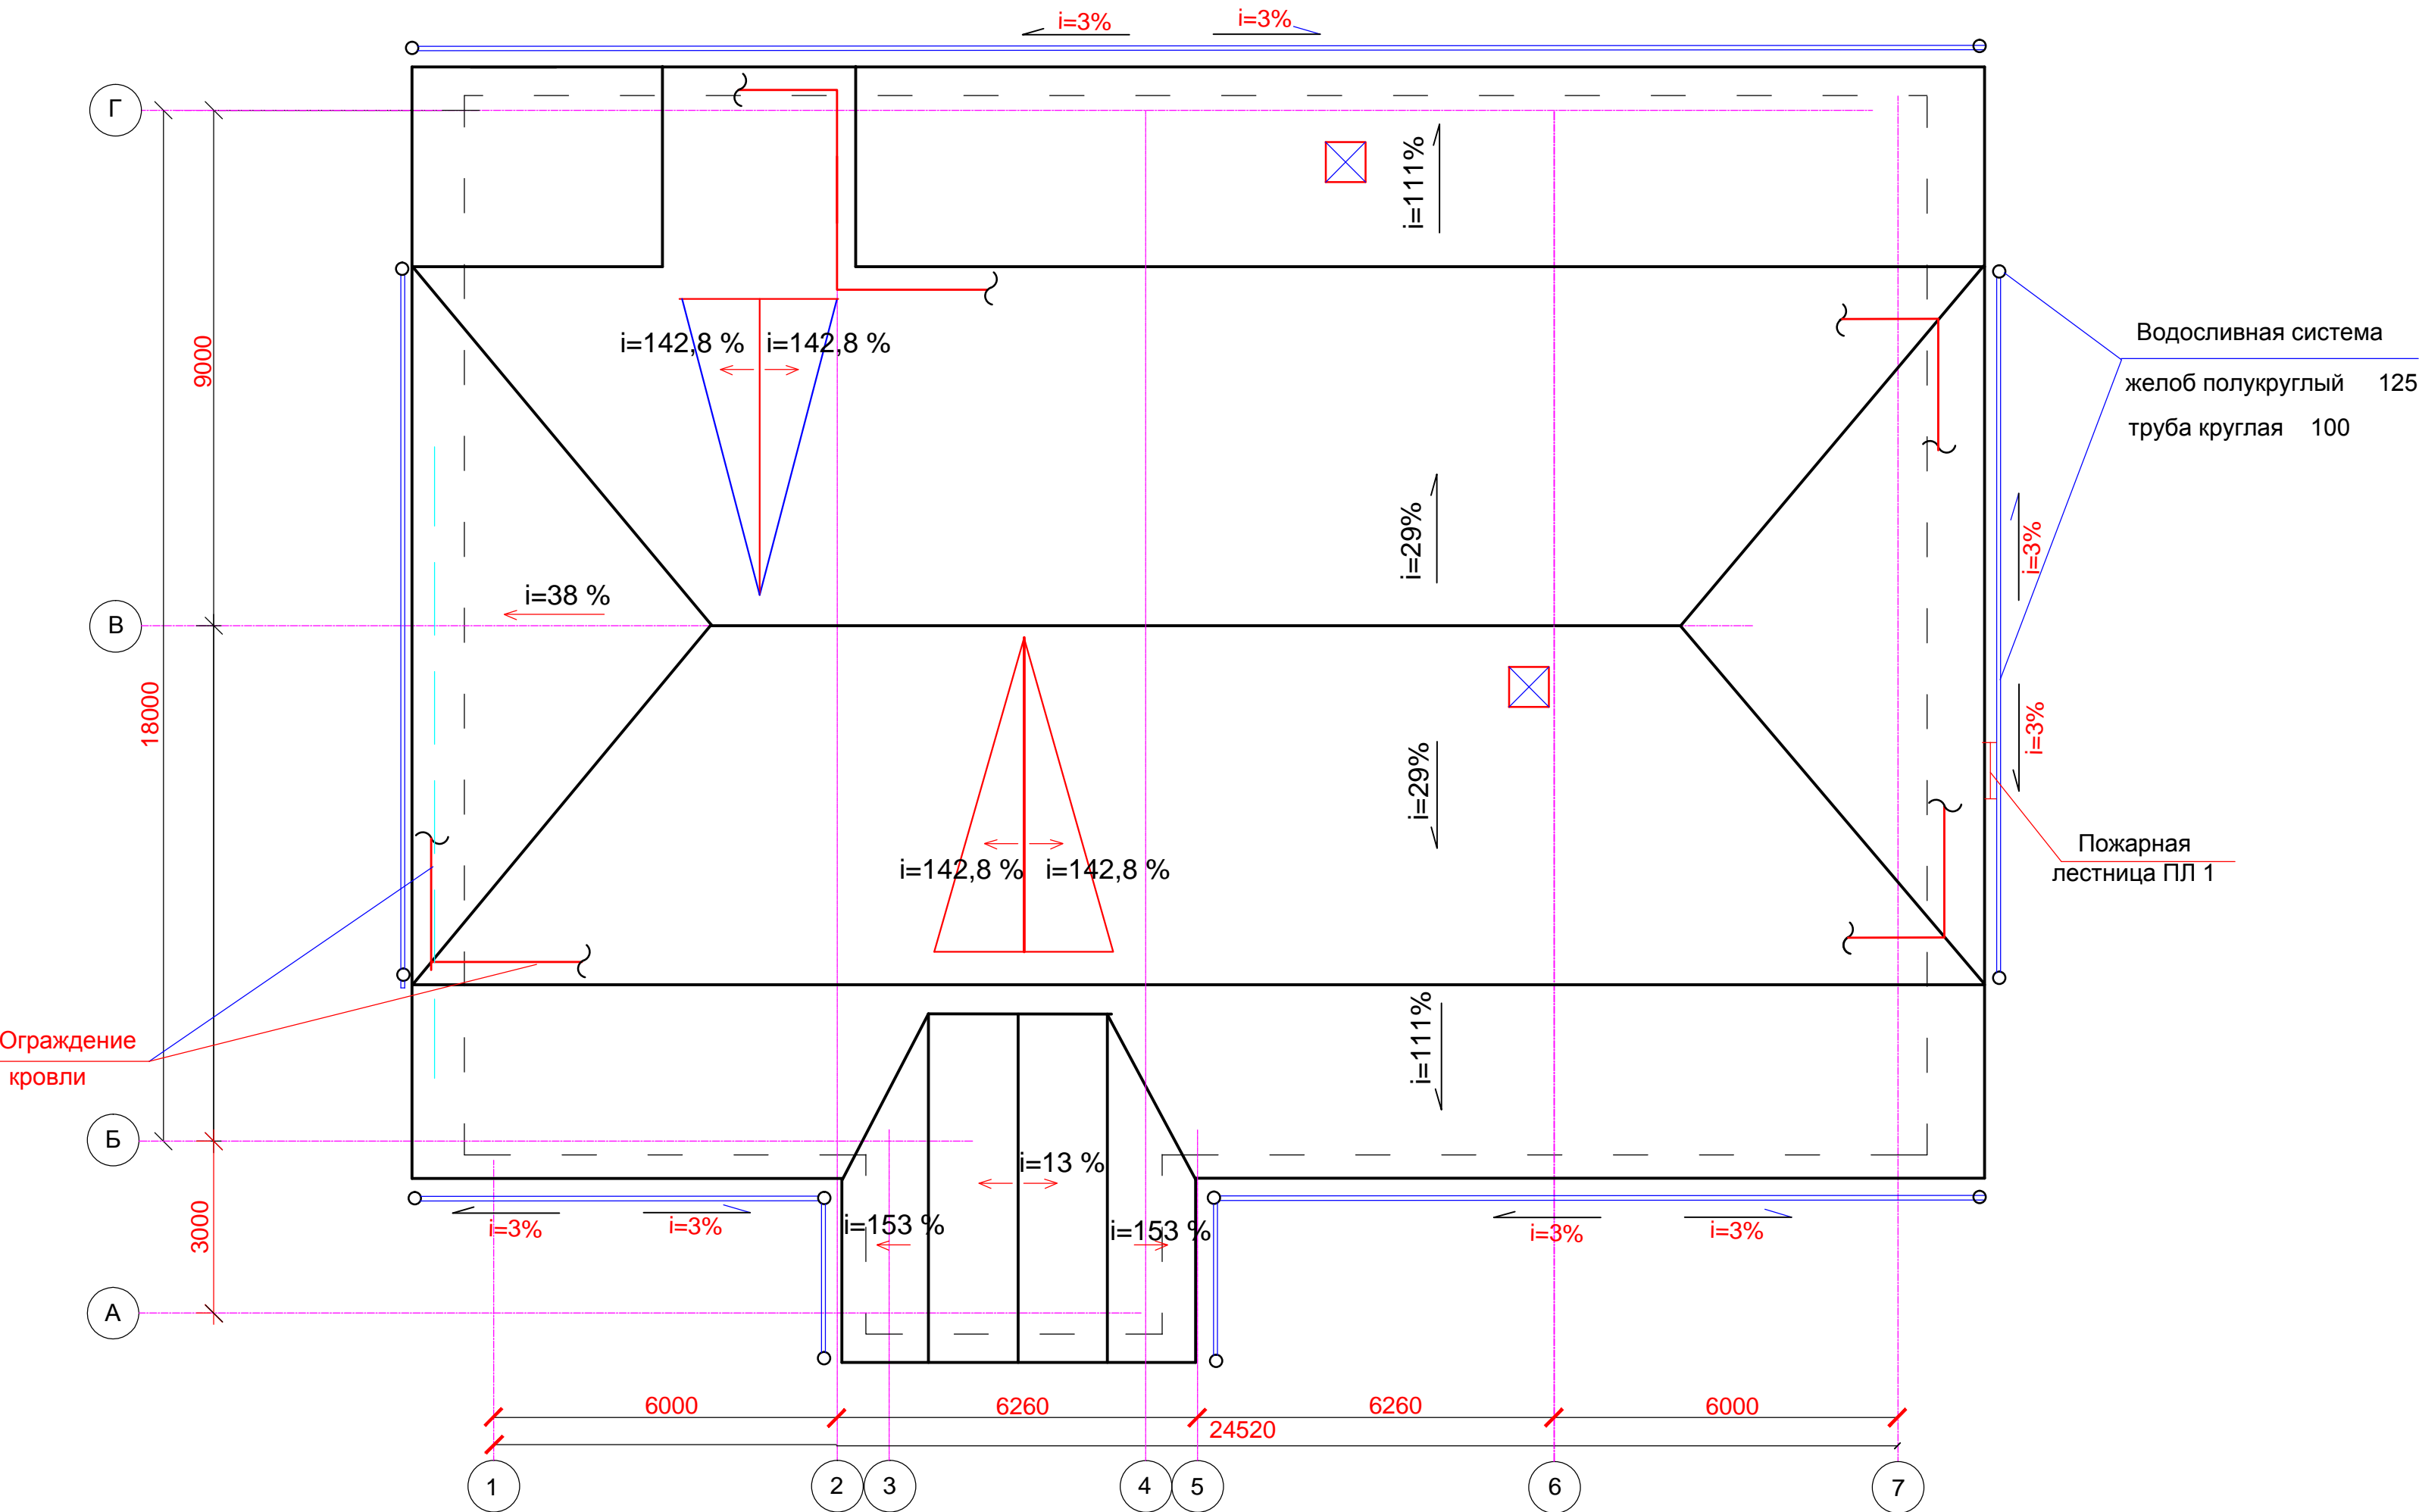 i=3%
i=3%
Г
i=111%
9000
i=142,8 %
i=142,8 %
Водосливная система
желоб полукруглый 125
труба круглая 100
i=29%
i=3%
i=38 %
В
18000
i=3%
i=29%
i=142,8 %
i=142,8 %
Пожарная
лестница ПЛ 1
Ограждение
кровли
i=111%
Б
i=13 %
3000
i=3%
i=3%
i=153 %
i=153 %
i=3%
i=3%
А
6000
6260
6260
6000
24520
1
2
3
4
5
6
7